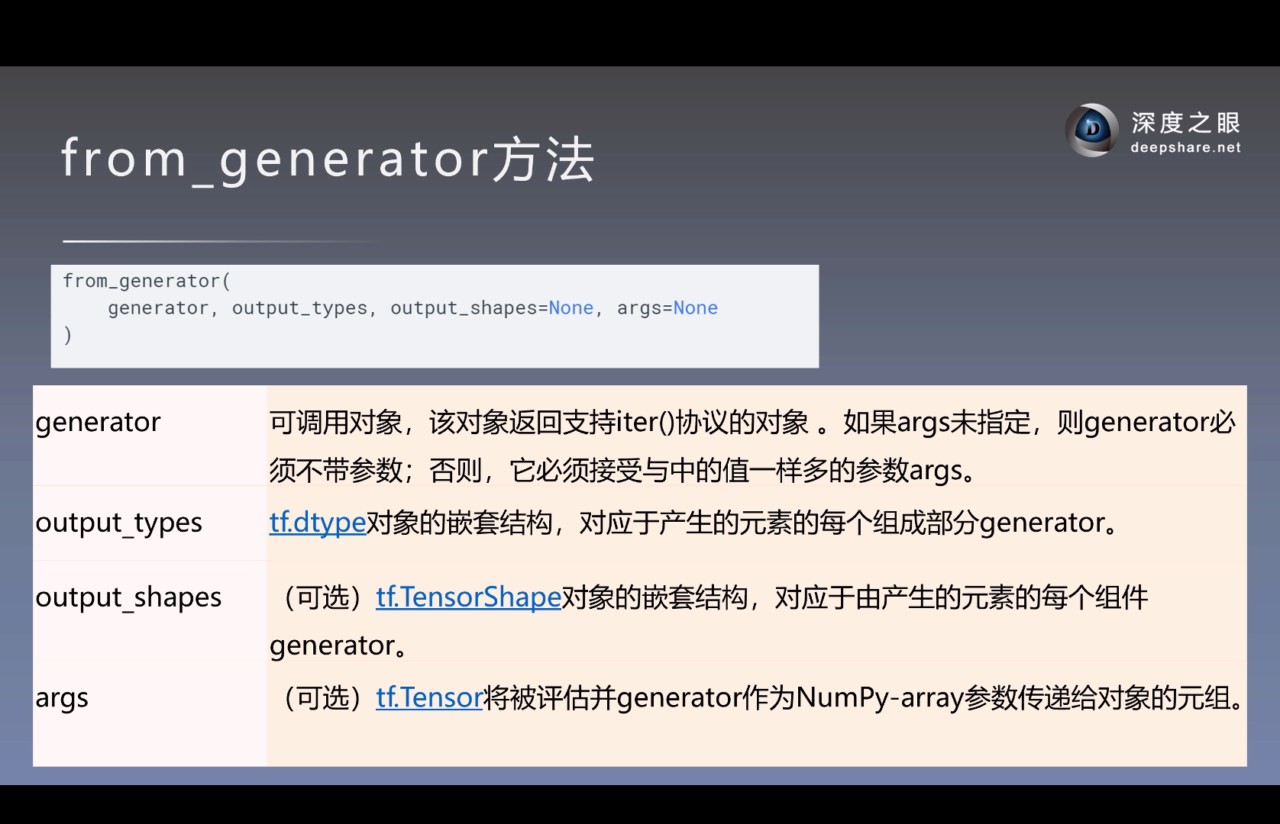 深度之眼
deepshare.net
from_generator方法
from_generator(
    generator, output_types, output_shapes=None, args=None
)
generator
可调用对象，该对象返回支持iter()协议的对象 。如果args未指定，则generator必
须不带参数；否则，它必须接受与中的值一样多的参数args。
output_types
tf.dtype对象的嵌套结构，对应于产生的元素的每个组成部分generator。
output_shapes
（可选）tf.TensorShape对象的嵌套结构，对应于由产生的元素的每个组件
generator。
args
（可选）tf.Tensor将被评估并generator作为NumPy-array参数传递给对象的元组。